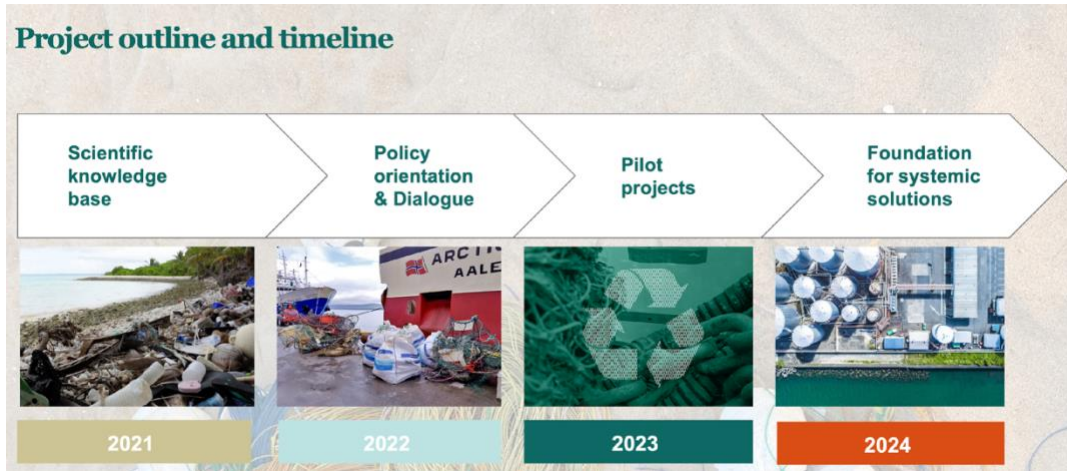 Project outline and timeline
Scientific
knowledge
base
Policy
orientation
& Dialogue
Pilot
projects
Foundation
for systemic
solutions
ARCTI
AALE
2021
2022
2023
2024